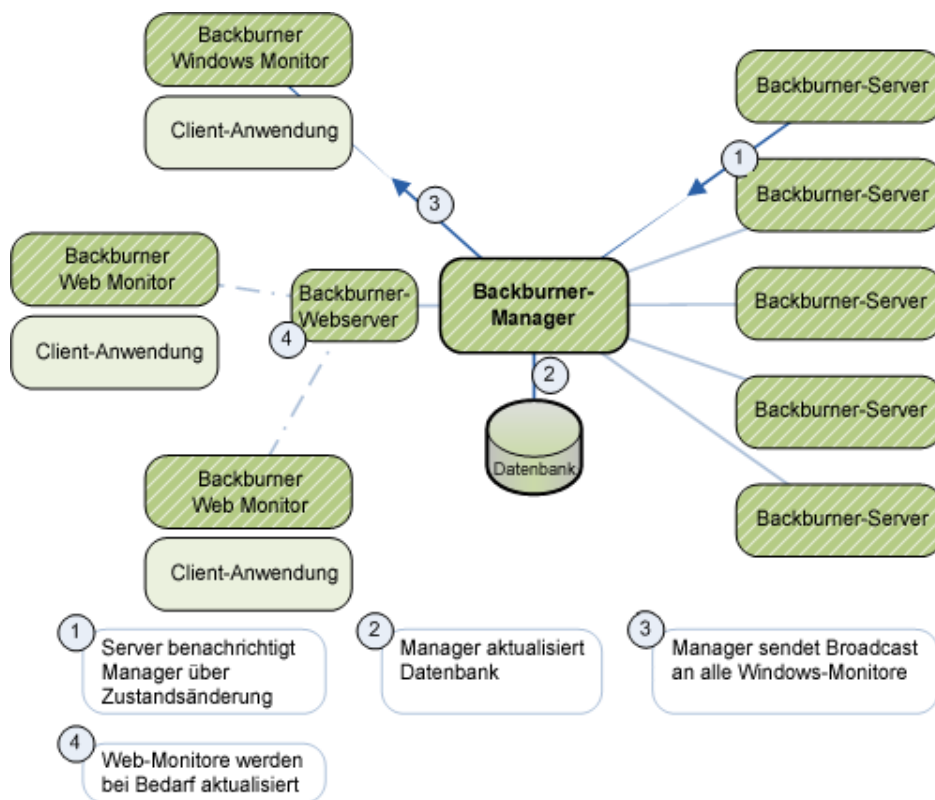 Backburner
Windows Monitor
Client-Anwendung
Backburner-Server
1
Backburner-Server
3
Backburner
Web Monitor
Client-Anwendung
Backburner-
Webserver
4
Backburner-
Manager
Backburner-Server
2
Datenbank
Backburner-Server
Backburner
Web Monitor
Client-Anwendung
Backburner-Server
1
Server benachrichtigt
Manager über
Zustandsänderung
2
Manager aktualisiert
Datenbank
3
Manager sendet Broadcast
an alle Windows-Monitore
4
Web-Monitore werden
bei Bedarf aktualisiert